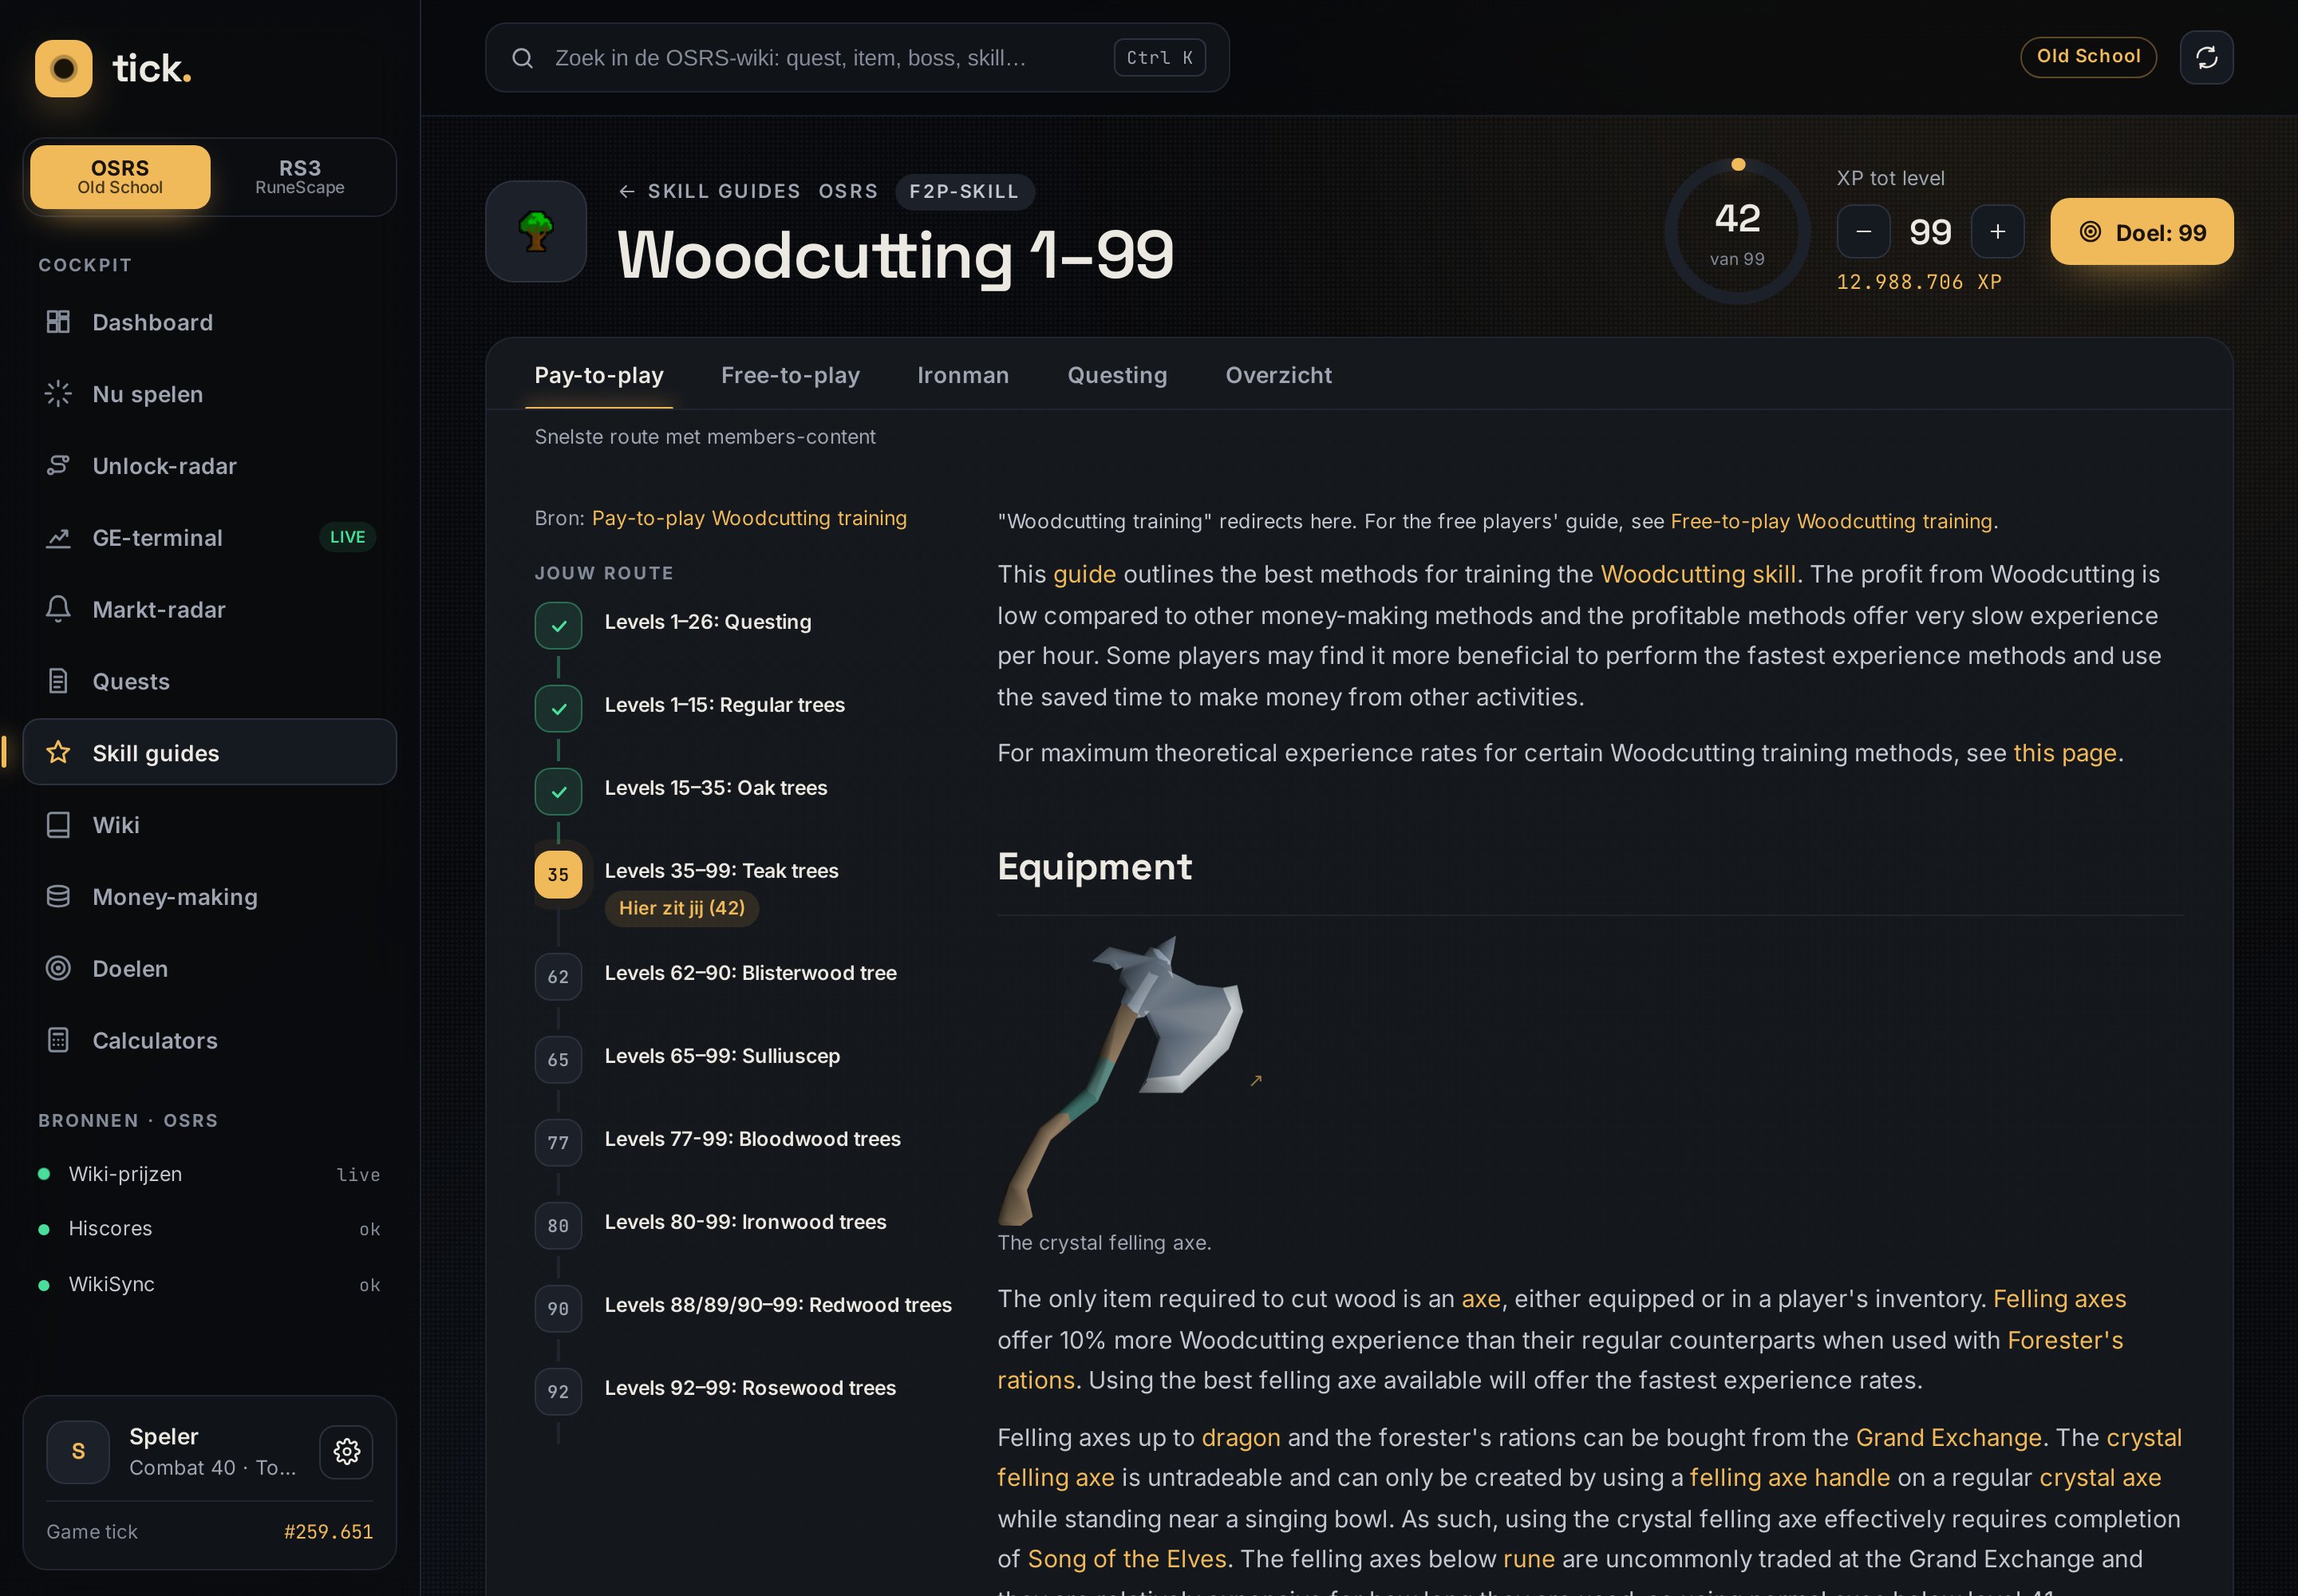 tick.
OSRS
Old School
RS3
RuneScape
COCKPIT
Dashboard
Nu spelen
Unlock-radar
GE-terminal
LIVE
Markt-radar
Quests
Skill guides
Wiki
Money-making
Doelen
Calculators
BRONNEN · OSRS
Wiki-prijzen live
Hiscores ok
WikiSync ok
S
Speler
Combat 40 · To…
Game tick #259.651
Zoek in de OSRS-wiki: quest, item, boss, skill…
Ctrl K
Old School
← SKILL GUIDES OSRS F2P-SKILL
Woodcutting 1–99
42
van 99
XP tot level
− 99 +
12.988.706 XP
Doel: 99
Pay-to-play Free-to-play Ironman Questing Overzicht
Snelste route met members-content
Bron: Pay-to-play Woodcutting training
JOUW ROUTE
Levels 1–26: Questing
Levels 1–15: Regular trees
Levels 15–35: Oak trees
35 Levels 35–99: Teak trees
Hier zit jij (42)
62 Levels 62–90: Blisterwood tree
65 Levels 65–99: Sulliuscep
77 Levels 77-99: Bloodwood trees
80 Levels 80-99: Ironwood trees
90 Levels 88/89/90–99: Redwood trees
92 Levels 92–99: Rosewood trees
"Woodcutting training" redirects here. For the free players' guide, see Free-to-play Woodcutting training.
This guide outlines the best methods for training the Woodcutting skill. The profit from Woodcutting is
low compared to other money-making methods and the profitable methods offer very slow experience
per hour. Some players may find it more beneficial to perform the fastest experience methods and use
the saved time to make money from other activities.
For maximum theoretical experience rates for certain Woodcutting training methods, see this page.
Equipment
↗
The crystal felling axe.
The only item required to cut wood is an axe, either equipped or in a player's inventory. Felling axes
offer 10% more Woodcutting experience than their regular counterparts when used with Forester's
rations. Using the best felling axe available will offer the fastest experience rates.
Felling axes up to dragon and the forester's rations can be bought from the Grand Exchange. The crystal
felling axe is untradeable and can only be created by using a felling axe handle on a regular crystal axe
while standing near a singing bowl. As such, using the crystal felling axe effectively requires completion
of Song of the Elves. The felling axes below rune are uncommonly traded at the Grand Exchange and